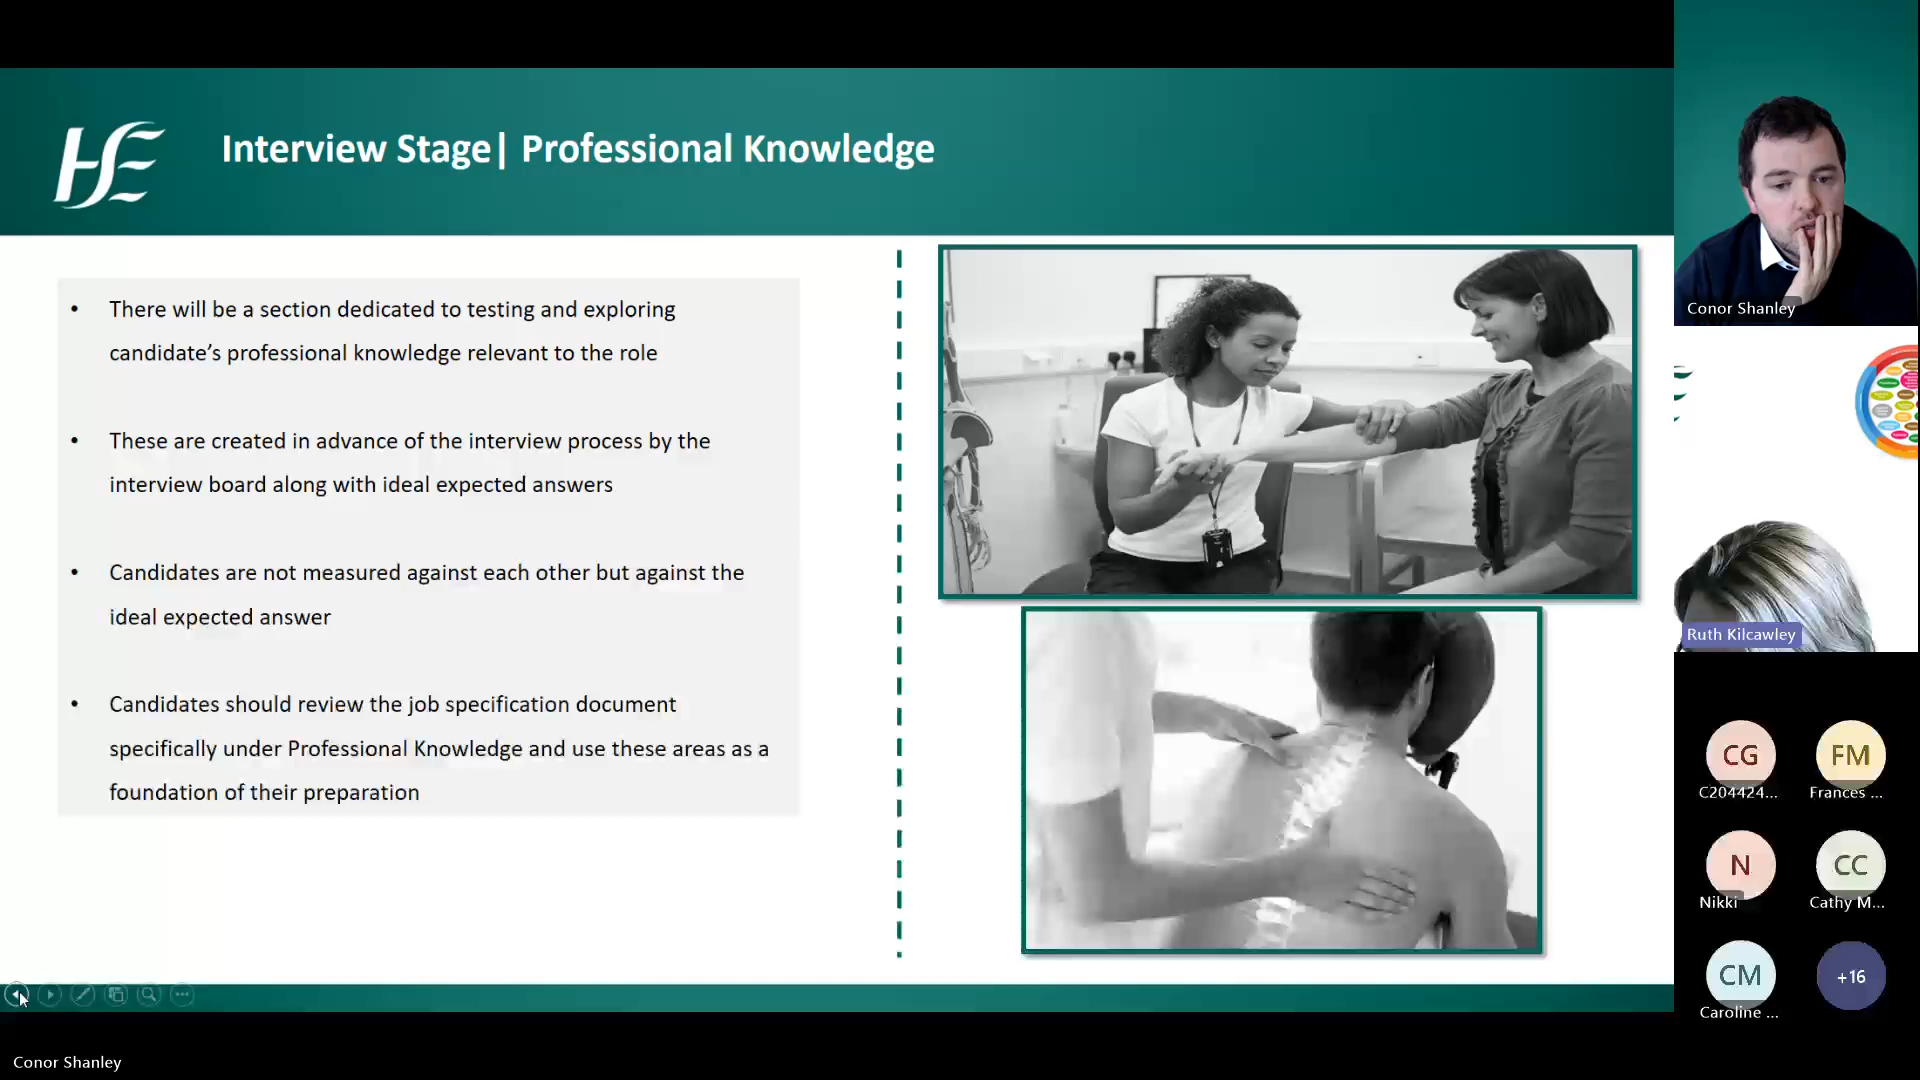 HSE
Interview Stage| Professional Knowledge
• There will be a section dedicated to testing and exploring
candidate’s professional knowledge relevant to the role
• These are created in advance of the interview process by the
interview board along with ideal expected answers
• Candidates are not measured against each other but against the
ideal expected answer
• Candidates should review the job specification document
specifically under Professional Knowledge and use these areas as a
foundation of their preparation
Conor Shanley
Ruth Kilcawley
CG
C204424...
FM
Frances ...
N
Nikki
CC
Cathy M...
CM
Caroline ...
+16
Conor Shanley